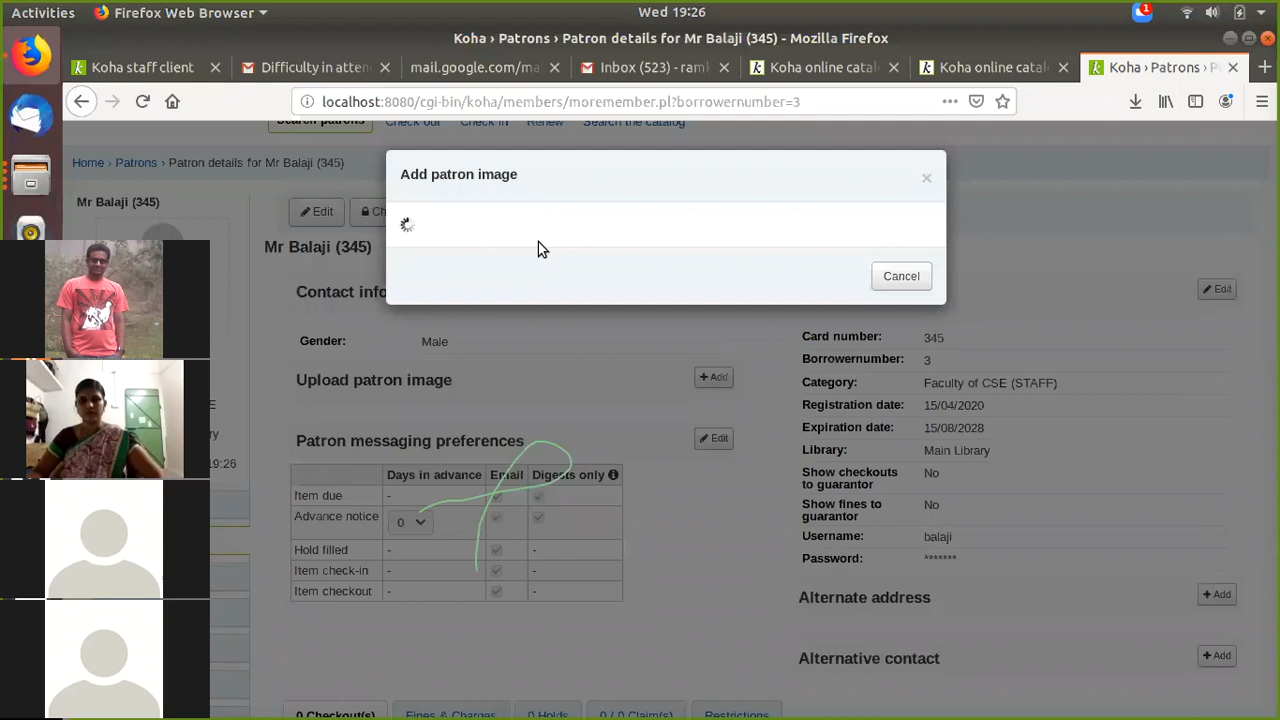 Activities
Firefox Web Browser
Wed 19:26
1
Koha › Patrons › Patron details for Mr Balaji (345) - Mozilla Firefox
Koha staff client
Difficulty in atten
mail.google.com/ma
Inbox (523) - raml
Koha online catal
Koha online catal
Koha › Patrons › P
localhost:8080/cgi-bin/koha/members/moremember.pl?borrowernumber=3
Search patrons
Check out
Check in
Renew
Search the catalog
Home › Patrons › Patron details for Mr Balaji (345)
Add patron image
×
Cancel
Mr Balaji (345)
Edit
Ch
Mr Balaji (345)
Contact info
Edit
Gender: Male
Upload patron image
+ Add
Patron messaging preferences
Edit
Days in advance Email Digests only
Item due - 
Advance notice 0
Hold filled - -
Item check-in - -
Item checkout - -
19:26
Card number: 345
Borrowernumber: 3
Category: Faculty of CSE (STAFF)
Registration date: 15/04/2020
Expiration date: 15/08/2028
Library: Main Library
Show checkouts to guarantor No
Show fines to guarantor No
Username: balaji
Password: *******
Alternate address
+ Add
Alternative contact
+ Add
0 Checkout(s)
Fines & Charges
0 Holds
0 / 0 Claim(s)
Restrictions